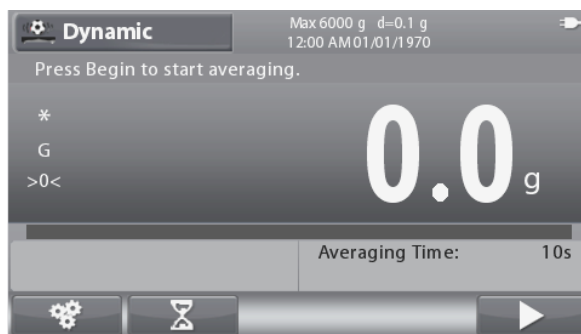 Dynamic
Max 6000 g d=0.1 g
12:00 AM 01/01/1970
Press Begin to start averaging.
*
G
>0<
0.0 g
Averaging Time: 10s